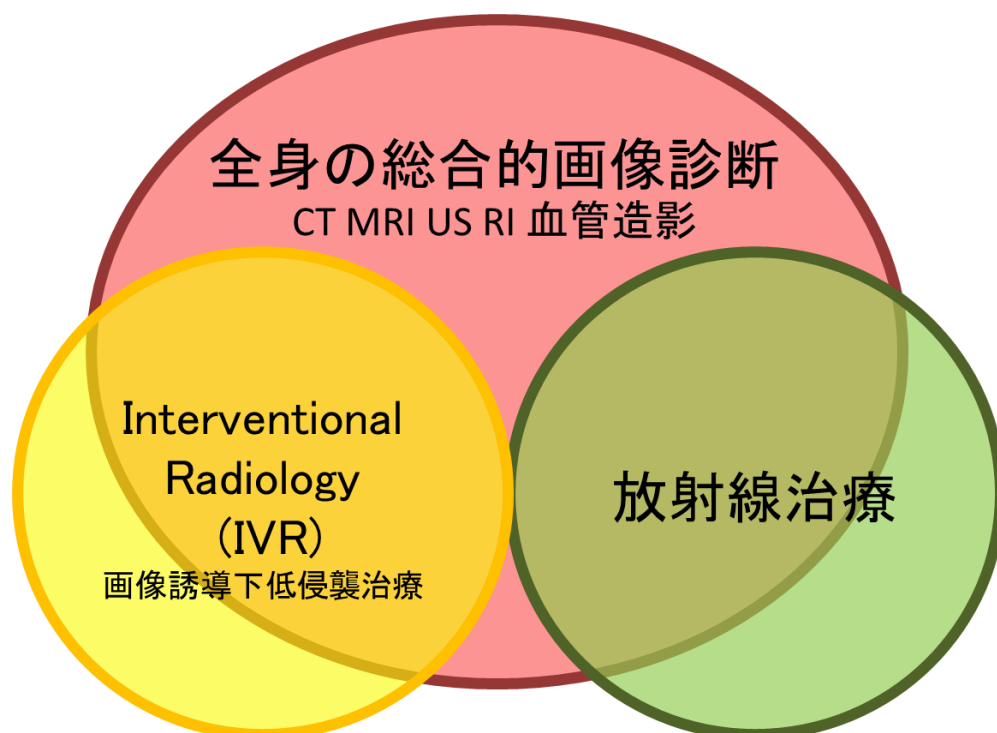 全身の総合的画像診断
CT MRI US RI 血管造影
Interventional
Radiology
(IVR)
画像誘導下低侵襲治療
放射線治療